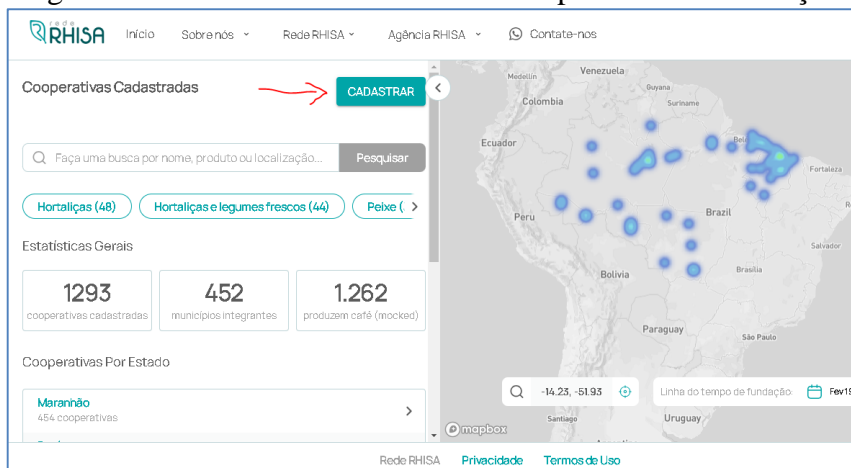 rede
RHISA
Início
Sobre nós
Rede RHISA
Agência RHISA
Contate-nos
Cooperativas Cadastradas
CADASTRAR
Faça uma busca por nome, produto ou localização...
Pesquisar
Hortaliças (48)
Hortaliças e legumes frescos (44)
Peixe (
Estatísticas Gerais
1293
cooperativas cadastradas
452
municípios integrantes
1.262
produzem café (mocked)
Cooperativas Por Estado
Maranhão
454 cooperativas
Medellín
Venezuela
Guyana
Colombia
Suriname
Ecuador
Fortaleza
Peru
Brazil
Salvador
Bolivia
Brasilia
Paraguay
São Paulo
-14.23, -51.93
Linha do tempo de fundação:
Fev19
Santiago
Uruguay
mapbox
Rede RHISA
Privacidade
Termos de Uso